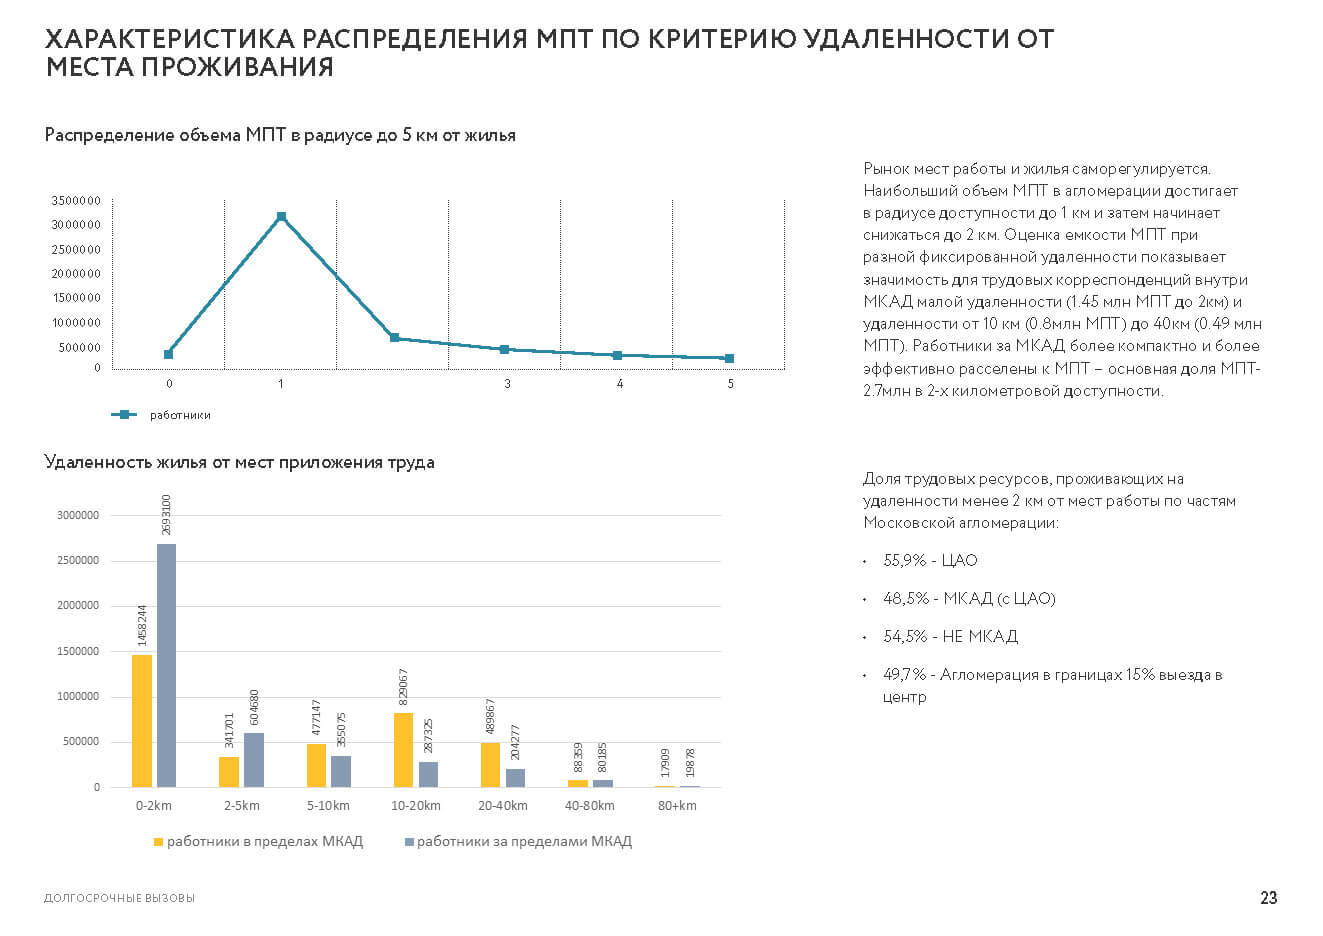 ХАРАКТЕРИСТИКА РАСПРЕДЕЛЕНИЯ МПТ ПО КРИТЕРИЮ УДАЛЕННОСТИ ОТ
МЕСТА ПРОЖИВАНИЯ
Распределение объема МПТ в радиусе до 5 км от жилья
3500000
3000000
2500000
2000000
1500000
1000000
500000
0
0 1 3 4 5
работники
Рынок мест работы и жилья саморегулируется.
Наибольший объем МПТ в агломерации достигает
в радиусе доступности до 1 км и затем начинает
снижаться до 2 км. Оценка емкости МПТ при
разной фиксированной удаленности показывает
значимость для трудовых корреспонденций внутри
МКАД малой удаленности (1.45 млн МПТ до 2км) и
удаленности от 10 км (0.8млн МПТ) до 40км (0.49 млн
МПТ). Работники за МКАД более компактно и более
эффективно расселены к МПТ – основная доля МПТ-
2.7млн в 2-х километровой доступности.
Удаленность жилья от мест приложения труда
3000000
2500000
2000000
1500000
1000000
500000
0
1458244
2693100
341701
604680
477147
355075
829067
287325
489867
204277
88359
80185
17909
19878
0-2km 2-5km 5-10km 10-20km 20-40km 40-80km 80+km
работники в пределах МКАД работники за пределами МКАД
Доля трудовых ресурсов, проживающих на
удаленности менее 2 км от мест работы по частям
Московской агломерации:
• 55,9% - ЦАО
• 48,5% - МКАД (с ЦАО)
• 54,5% - НЕ МКАД
• 49,7% - Агломерация в границах 15% выезда в
центр
ДОЛГОСРОЧНЫЕ ВЫЗОВЫ
23